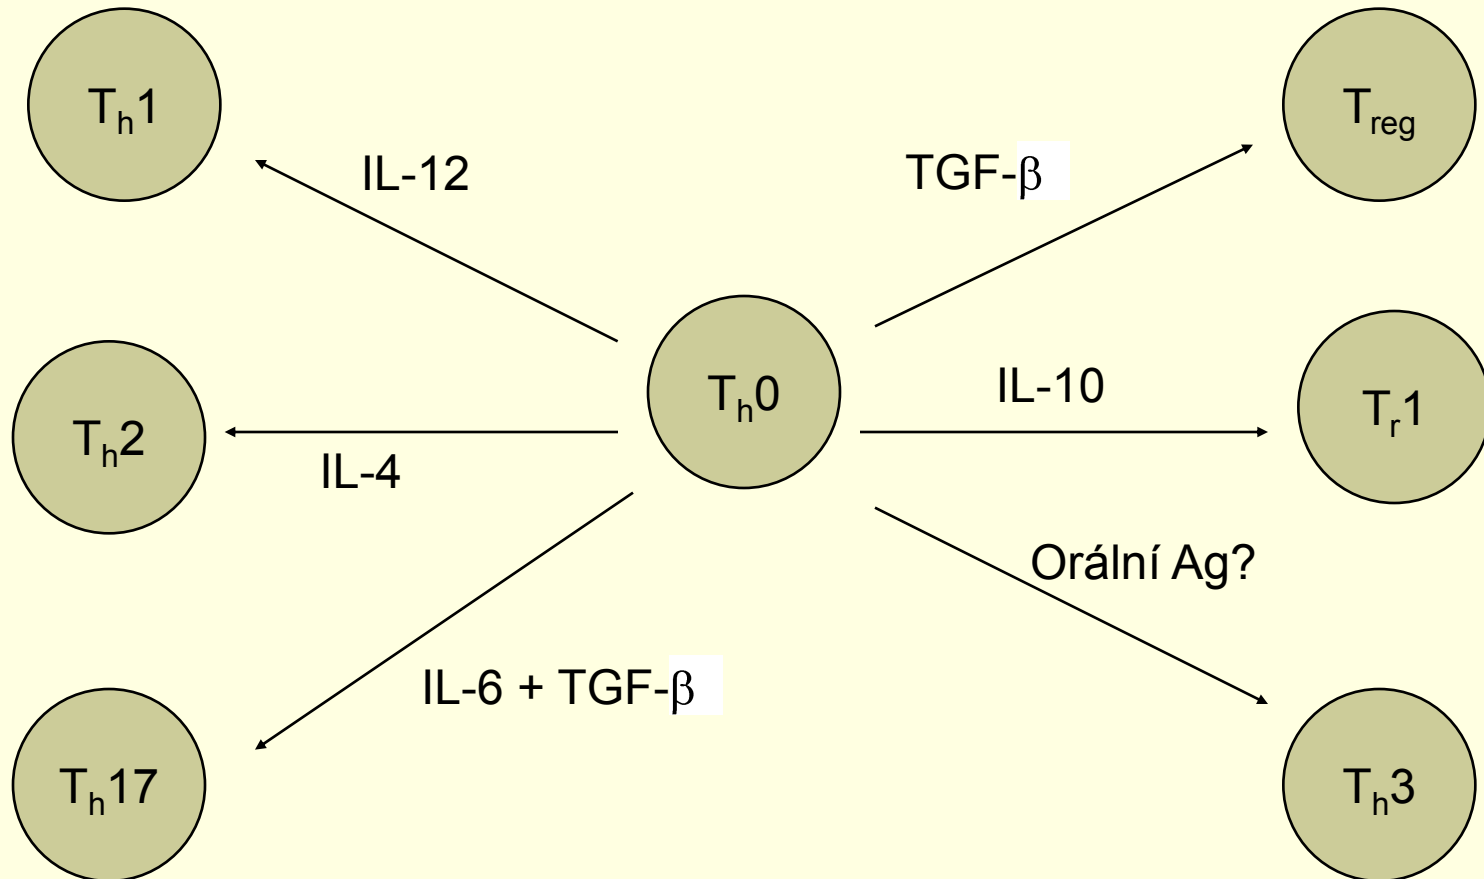 Th1
Treg
IL-12
TGF-β
Th0
IL-10
Tr1
Th2
IL-4
Orální Ag?
IL-6 + TGF-β
Th17
Th3